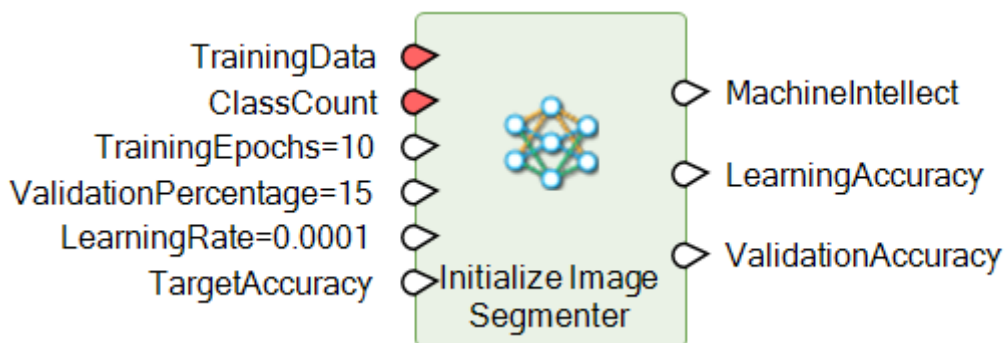 TrainingData
ClassCount
TrainingEpochs=10
ValidationPercentage=15
LearningRate=0.0001
TargetAccuracy
Initialize Image
Segmenter
MachineIntellect
LearningAccuracy
ValidationAccuracy